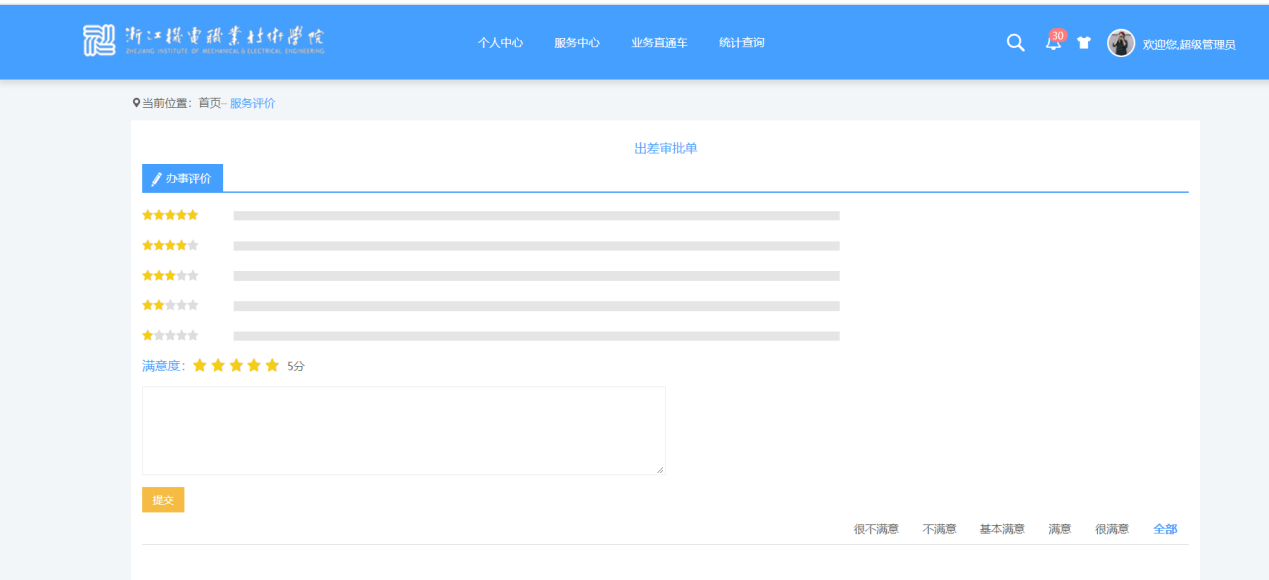 浙江机电职业技术学院
ZHEJIANG INSTITUTE OF MECHANICAL & ELECTRICAL ENGINEERING
个人中心 服务中心 业务直通车 统计查询
30
欢迎您,超级管理员
当前位置：首页-- 服务评价
出差审批单
办事评价
满意度： 5分
提交
很不满意 不满意 基本满意 满意 很满意 全部